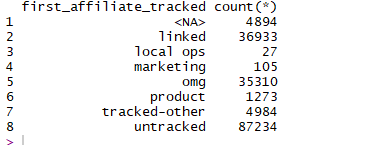 first_affiliate_tracked count(*)
1 <NA> 4894
2 linked 36933
3 local ops 27
4 marketing 105
5 omg 35310
6 product 1273
7 tracked-other 4984
8 untracked 87234
>